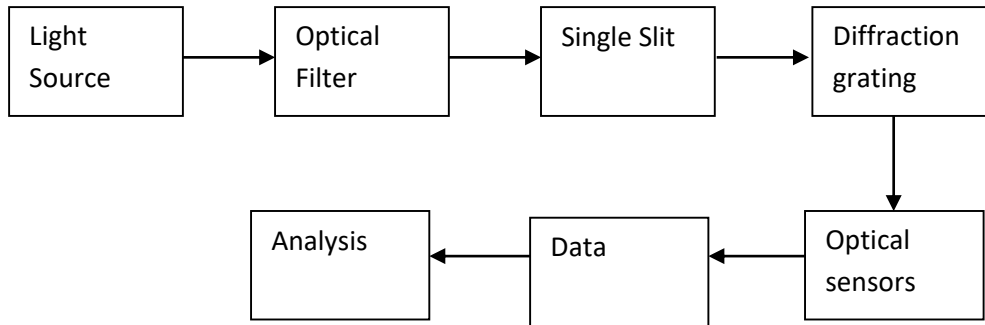 Light
Source
Optical
Filter
Single Slit
Diffraction
grating
Optical
sensors
Data
Analysis